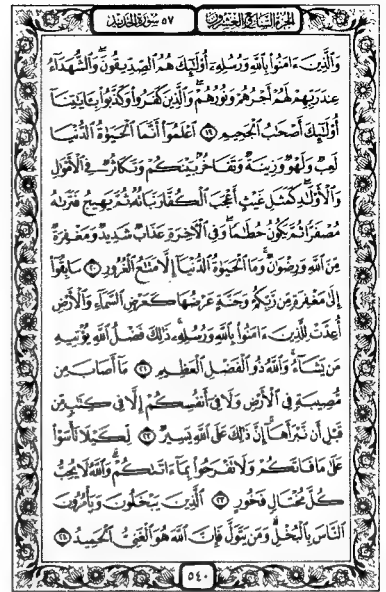 الجزء السابع والعشرون ٥٧ سورة الحديد
وَٱلَّذِينَ ءَامَنُوا۟ بِٱللَّهِ وَرُسُلِهِۦٓ أُو۟لَٰٓئِكَ هُمُ ٱلصِّدِّيقُونَ ۖ وَٱلشُّهَدَآءُ
عِندَ رَبِّهِمْ لَهُمْ أَجْرُهُمْ وَنُورُهُمْ ۖ وَٱلَّذِينَ كَفَرُوا۟ وَكَذَّبُوا۟ بِـَٔايَٰتِنَآ
أُو۟لَٰٓئِكَ أَصْحَٰبُ ٱلْجَحِيمِ ١٩ ٱعْلَمُوٓا۟ أَنَّمَا ٱلْحَيَوٰةُ ٱلدُّنْيَا
لَعِبٌ وَلَهْوٌ وَزِينَةٌ وَتَفَاخُرٌۢ بَيْنَكُمْ وَتَكَاثُرٌ فِى ٱلْأَمْوَٰلِ
وَٱلْأَوْلَٰدِ ۖ كَمَثَلِ غَيْثٍ أَعْجَبَ ٱلْكُفَّارَ نَبَاتُهُۥ ثُمَّ يَهِيجُ فَتَرَىٰهُ
مُصْفَرًّا ثُمَّ يَكُونُ حُطَٰمًا ۖ وَفِى ٱلْءَاخِرَةِ عَذَابٌ شَدِيدٌ وَمَغْفِرَةٌ
مِّنَ ٱللَّهِ وَرِضْوَٰنٌ ۚ وَمَا ٱلْحَيَوٰةُ ٱلدُّنْيَآ إِلَّا مَتَٰعُ ٱلْغُرُورِ ٢٠ سَابِقُوٓا۟
إِلَىٰ مَغْفِرَةٍ مِّن رَّبِّكُمْ وَجَنَّةٍ عَرْضُهَا كَعَرْضِ ٱلسَّمَآءِ وَٱلْأَرْضِ
أُعِدَّتْ لِلَّذِينَ ءَامَنُوا۟ بِٱللَّهِ وَرُسُلِهِۦ ۚ ذَٰلِكَ فَضْلُ ٱللَّهِ يُؤْتِيهِ
مَن يَشَآءُ ۚ وَٱللَّهُ ذُو ٱلْفَضْلِ ٱلْعَظِيمِ ٢١ مَآ أَصَابَ مِن
مُّصِيبَةٍ فِى ٱلْأَرْضِ وَلَا فِىٓ أَنفُسِكُمْ إِلَّا فِى كِتَٰبٍ مِّن
قَبْلِ أَن نَّبْرَأَهَآ ۚ إِنَّ ذَٰلِكَ عَلَى ٱللَّهِ يَسِيرٌ ٢٢ لِّكَيْلَا تَأْسَوْا۟
عَلَىٰ مَا فَاتَكُمْ وَلَا تَفْرَحُوا۟ بِمَآ ءَاتَىٰكُمْ ۗ وَٱللَّهُ لَا يُحِبُّ
كُلَّ مُخْتَالٍ فَخُورٍ ٢٣ ٱلَّذِينَ يَبْخَلُونَ وَيَأْمُرُونَ
ٱلنَّاسَ بِٱلْبُخْلِ ۗ وَمَن يَتَوَلَّ فَإِنَّ ٱللَّهَ هُوَ ٱلْغَنِىُّ ٱلْحَمِيدُ ٢٤
٥٤٠